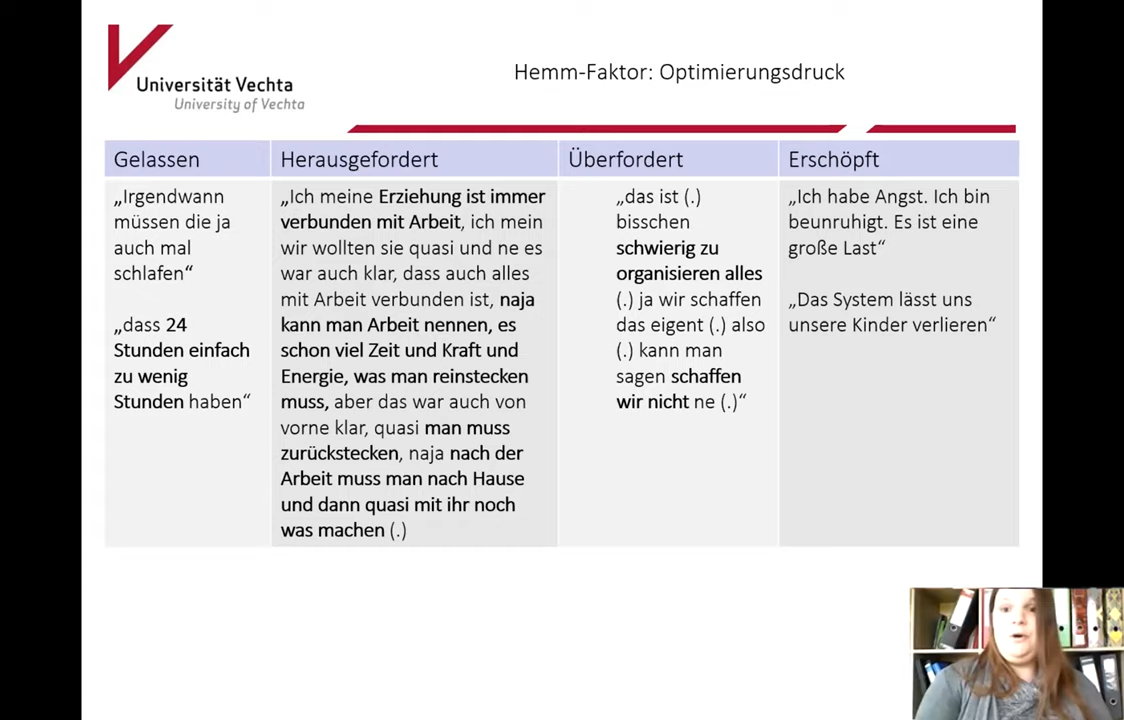 Universität Vechta
University of Vechta
Hemm-Faktor: Optimierungsdruck
Gelassen
„Irgendwann
müssen die ja
auch mal
schlafen“
„dass 24
Stunden einfach
zu wenig
Stunden haben“
Herausgefordert
„Ich meine Erziehung ist immer
verbunden mit Arbeit, ich mein
wir wollten sie quasi und ne es
war auch klar, dass auch alles
mit Arbeit verbunden ist, naja
kann man Arbeit nennen, es
schon viel Zeit und Kraft und
Energie, was man reinstecken
muss, aber das war auch von
vorne klar, quasi man muss
zurückstecken, naja nach der
Arbeit muss man nach Hause
und dann quasi mit ihr noch
was machen (.)
Überfordert
„das ist (.)
bisschen
schwierig zu
organisieren alles
(.) ja wir schaffen
das eigent (.) also
(.) kann man
sagen schaffen
wir nicht ne (.)“
Erschöpft
„Ich habe Angst. Ich bin
beunruhigt. Es ist eine
große Last“
„Das System lässt uns
unsere Kinder verlieren“